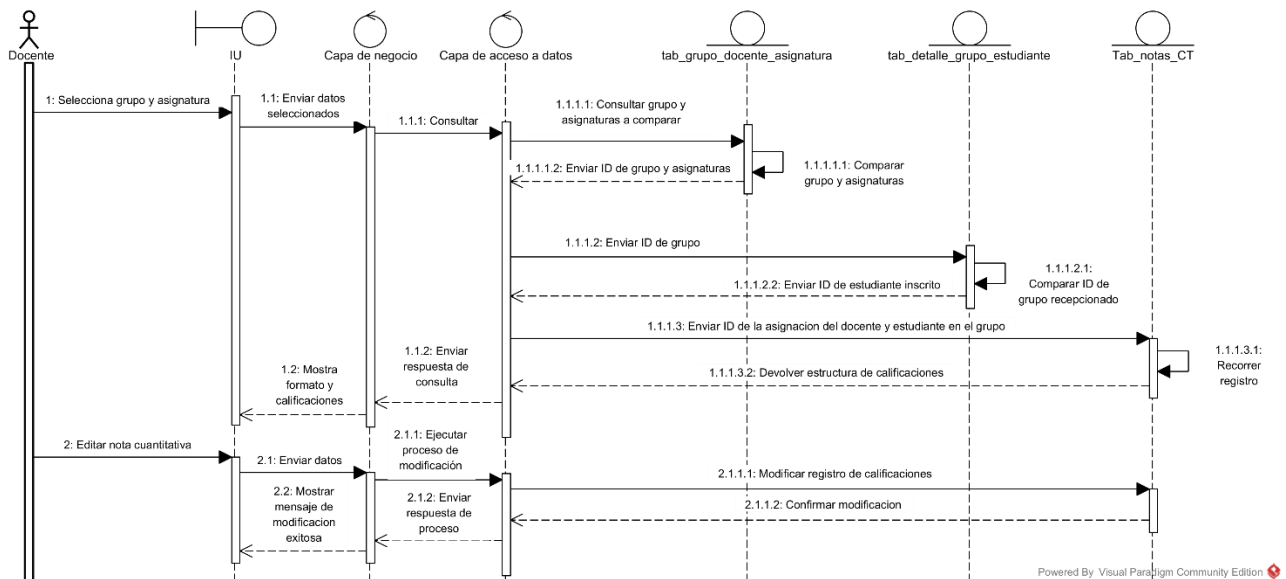 Docente
IU
Capa de negocio
Capa de acceso a datos
tab_grupo_docente_asignatura
tab_detalle_grupo_estudiante
Tab_notas_CT
1: Selecciona grupo y asignatura
1.1: Enviar datos
seleccionados
1.1.1: Consultar
1.1.1.1: Consultar grupo y
asignaturas a comparar
1.1.1.1.1: Comparar
grupo y asignaturas
1.1.1.1.2: Enviar ID de grupo y asignaturas
1.1.1.2: Enviar ID de grupo
1.1.1.2.1:
Comparar ID de
grupo recepcionado
1.1.1.2.2: Enviar ID de estudiante inscrito
1.1.1.3: Enviar ID de la asignacion del docente y estudiante en el grupo
1.1.1.3.1:
Recorrer
registro
1.1.1.3.2: Devolver estructura de calificaciones
1.1.2: Enviar
respuesta de
consulta
1.2: Mostra
formato y
calificaciones
2: Editar nota cuantitativa
2.1: Enviar datos
2.1.1: Ejecutar
proceso de
modificación
2.1.1.1: Modificar registro de calificaciones
2.1.1.2: Confirmar modificacion
2.1.2: Enviar
respuesta de
proceso
2.2: Mostrar
mensaje de
modificacion
exitosa
Powered By Visual Paradigm Community Edition